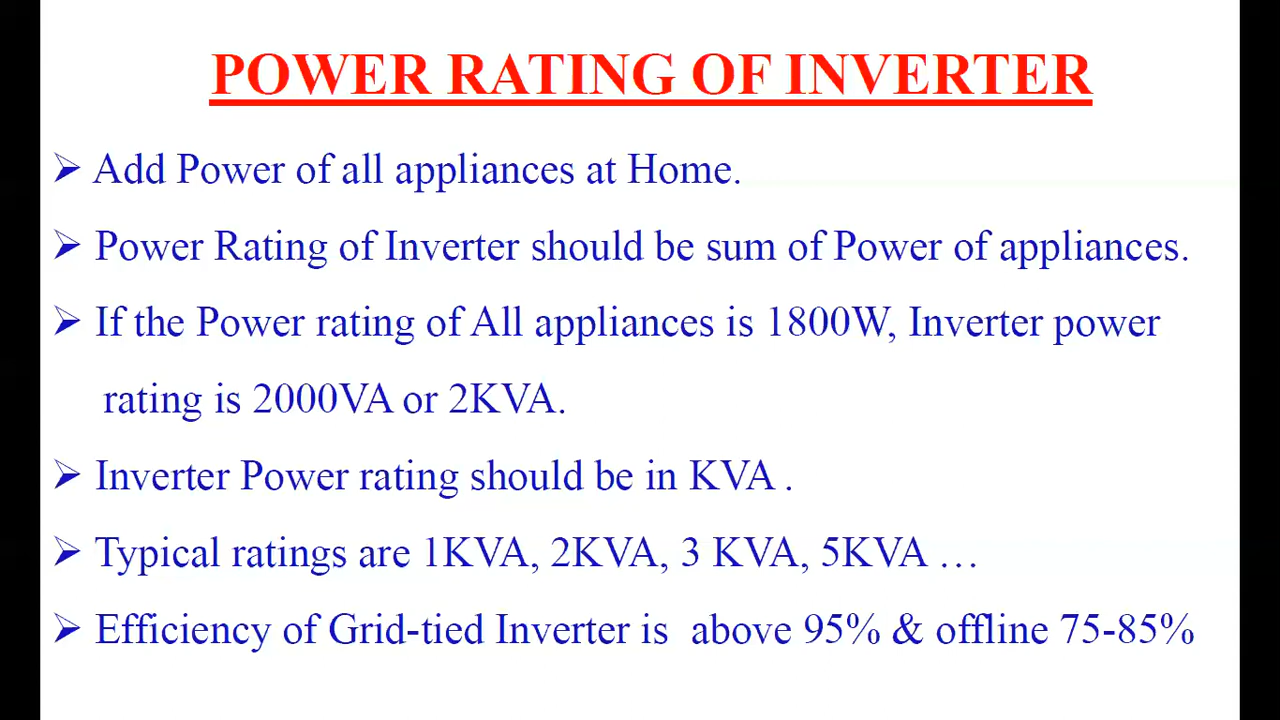 POWER RATING OF INVERTER
➢ Add Power of all appliances at Home.
➢ Power Rating of Inverter should be sum of Power of appliances.
➢ If the Power rating of All appliances is 1800W, Inverter power
rating is 2000VA or 2KVA.
➢ Inverter Power rating should be in KVA .
➢ Typical ratings are 1KVA, 2KVA, 3 KVA, 5KVA …
➢ Efficiency of Grid-tied Inverter is above 95% & offline 75-85%